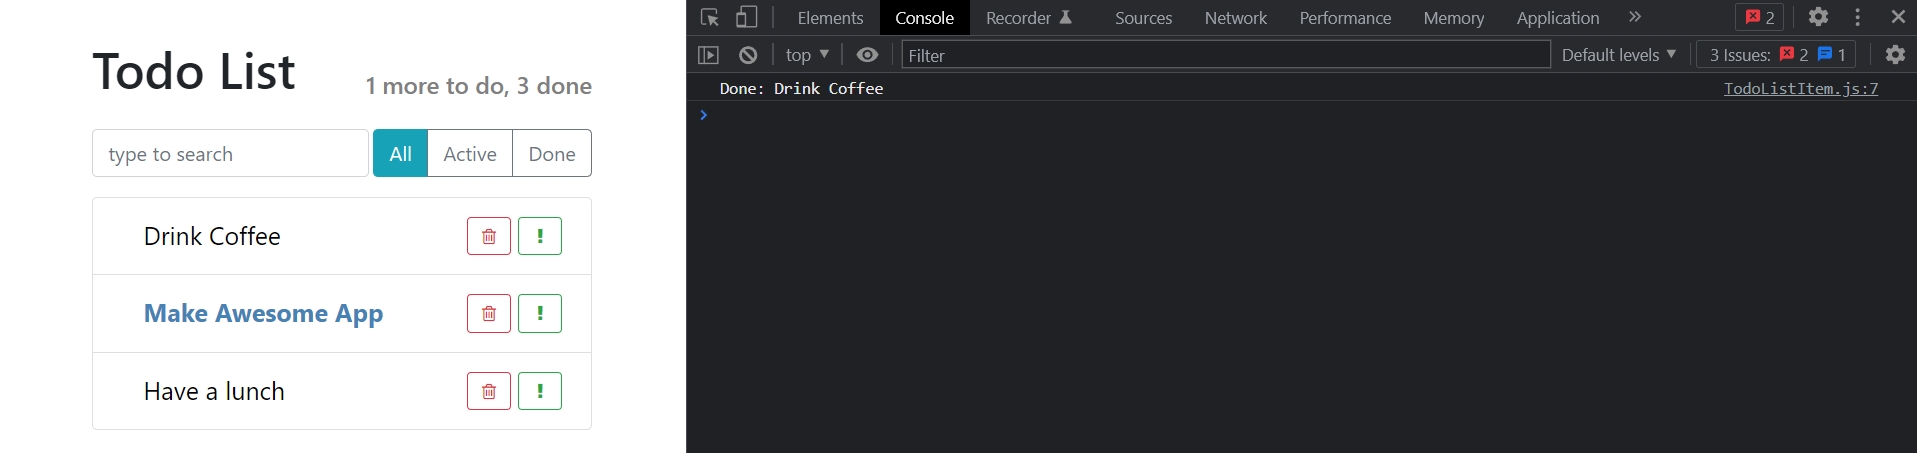 Todo List
1 more to do, 3 done
type to search
All Active Done
Drink Coffee
!
Make Awesome App
!
Have a lunch
!
Elements Console Recorder Sources Network Performance Memory Application » 2
top ▼ Filter Default levels ▼ 3 Issues: 2 1
Done: Drink Coffee TodoListItem.js:7